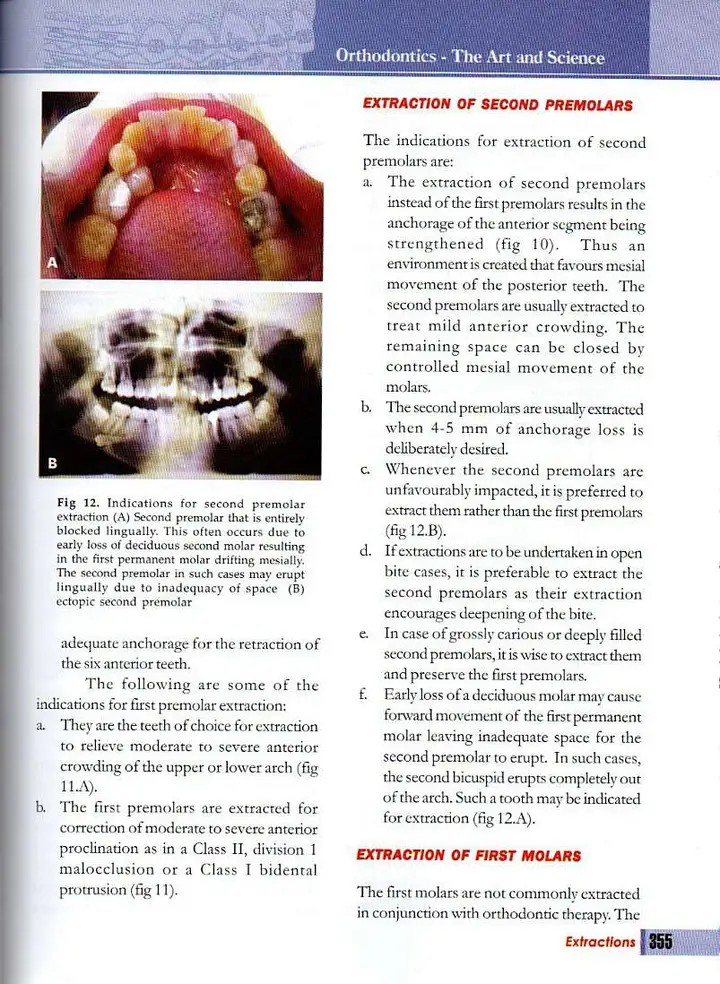 Orthodontics - The Art and Science
A
B
Fig 12. Indications for second premolar
extraction (A) Second premolar that is entirely
blocked lingually. This often occurs due to
early loss of deciduous second molar resulting
in the first permanent molar drifting mesially.
The second premolar in such cases may erupt
lingually due to inadequacy of space (B)
ectopic second premolar
adequate anchorage for the retraction of
the six anterior teeth.
The following are some of the
indications for first premolar extraction:
a. They are the teeth of choice for extraction
to relieve moderate to severe anterior
crowding of the upper or lower arch (fig
11.A).
b. The first premolars are extracted for
correction of moderate to severe anterior
proclination as in a Class II, division 1
malocclusion or a Class I bidental
protrusion (fig 11).
EXTRACTION OF SECOND PREMOLARS
The indications for extraction of second
premolars are:
a. The extraction of second premolars
instead of the first premolars results in the
anchorage of the anterior segment being
strengthened (fig 10). Thus an
environment is created that favours mesial
movement of the posterior teeth. The
second premolars are usually extracted to
treat mild anterior crowding. The
remaining space can be closed by
controlled mesial movement of the
molars.
b. The second premolars are usually extracted
when 4-5 mm of anchorage loss is
deliberately desired.
c. Whenever the second premolars are
unfavourably impacted, it is preferred to
extract them rather than the first premolars
(fig 12.B).
d. If extractions are to be undertaken in open
bite cases, it is preferable to extract the
second premolars as their extraction
encourages deepening of the bite.
e. In case of grossly carious or deeply filled
second premolars, it is wise to extract them
and preserve the first premolars.
f. Early loss of a deciduous molar may cause
forward movement of the first permanent
molar leaving inadequate space for the
second premolar to erupt. In such cases,
the second bicuspid erupts completely out
of the arch. Such a tooth may be indicated
for extraction (fig 12.A).
EXTRACTION OF FIRST MOLARS
The first molars are not commonly extracted
in conjunction with orthodontic therapy. The
Extractions 355